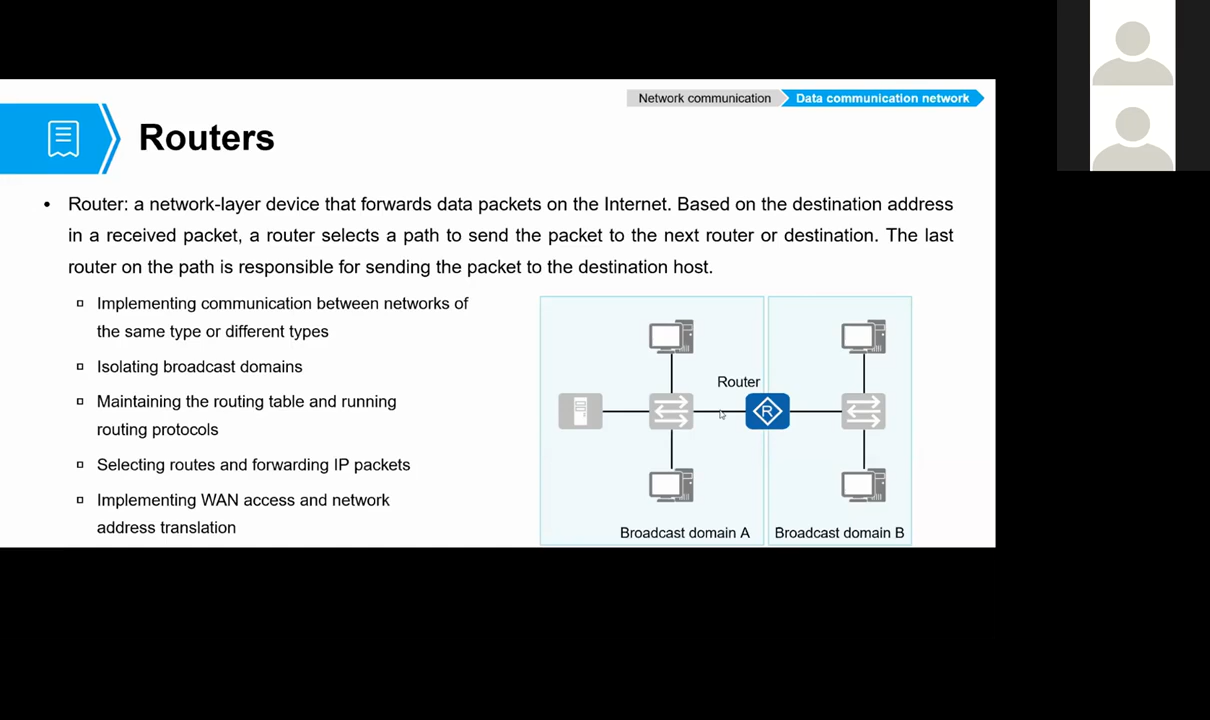 Network communication
Data communication network
Routers
• Router: a network-layer device that forwards data packets on the Internet. Based on the destination address
in a received packet, a router selects a path to send the packet to the next router or destination. The last
router on the path is responsible for sending the packet to the destination host.
▫ Implementing communication between networks of
the same type or different types
▫ Isolating broadcast domains
▫ Maintaining the routing table and running
routing protocols
▫ Selecting routes and forwarding IP packets
▫ Implementing WAN access and network
address translation
Router
R
Broadcast domain A
Broadcast domain B